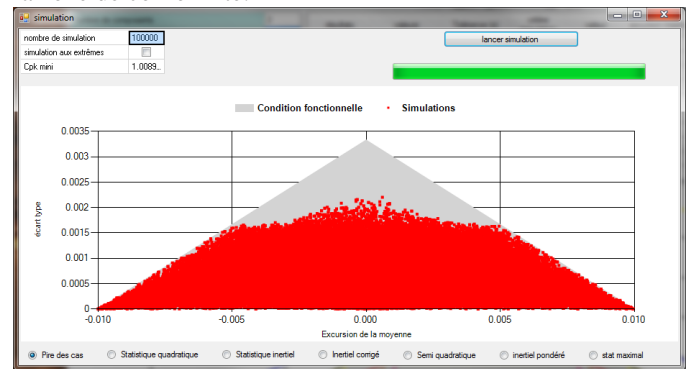 simulation
nombre de simulation 100000
lancer simulation
simulation aux extrêmes
Cpk mini 1.0089...
Condition fonctionnelle Simulations
0.0035
0.003
0.0025
0.002
0.0015
0.001
0.0005
0
écart type
-0.010 -0.005 0.000 0.005 0.010
Excursion de la moyenne
Pire des cas Statistique quadratique Statistique inertiel Inertiel corrigé Semi quadratique inertiel pondéré stat maximal